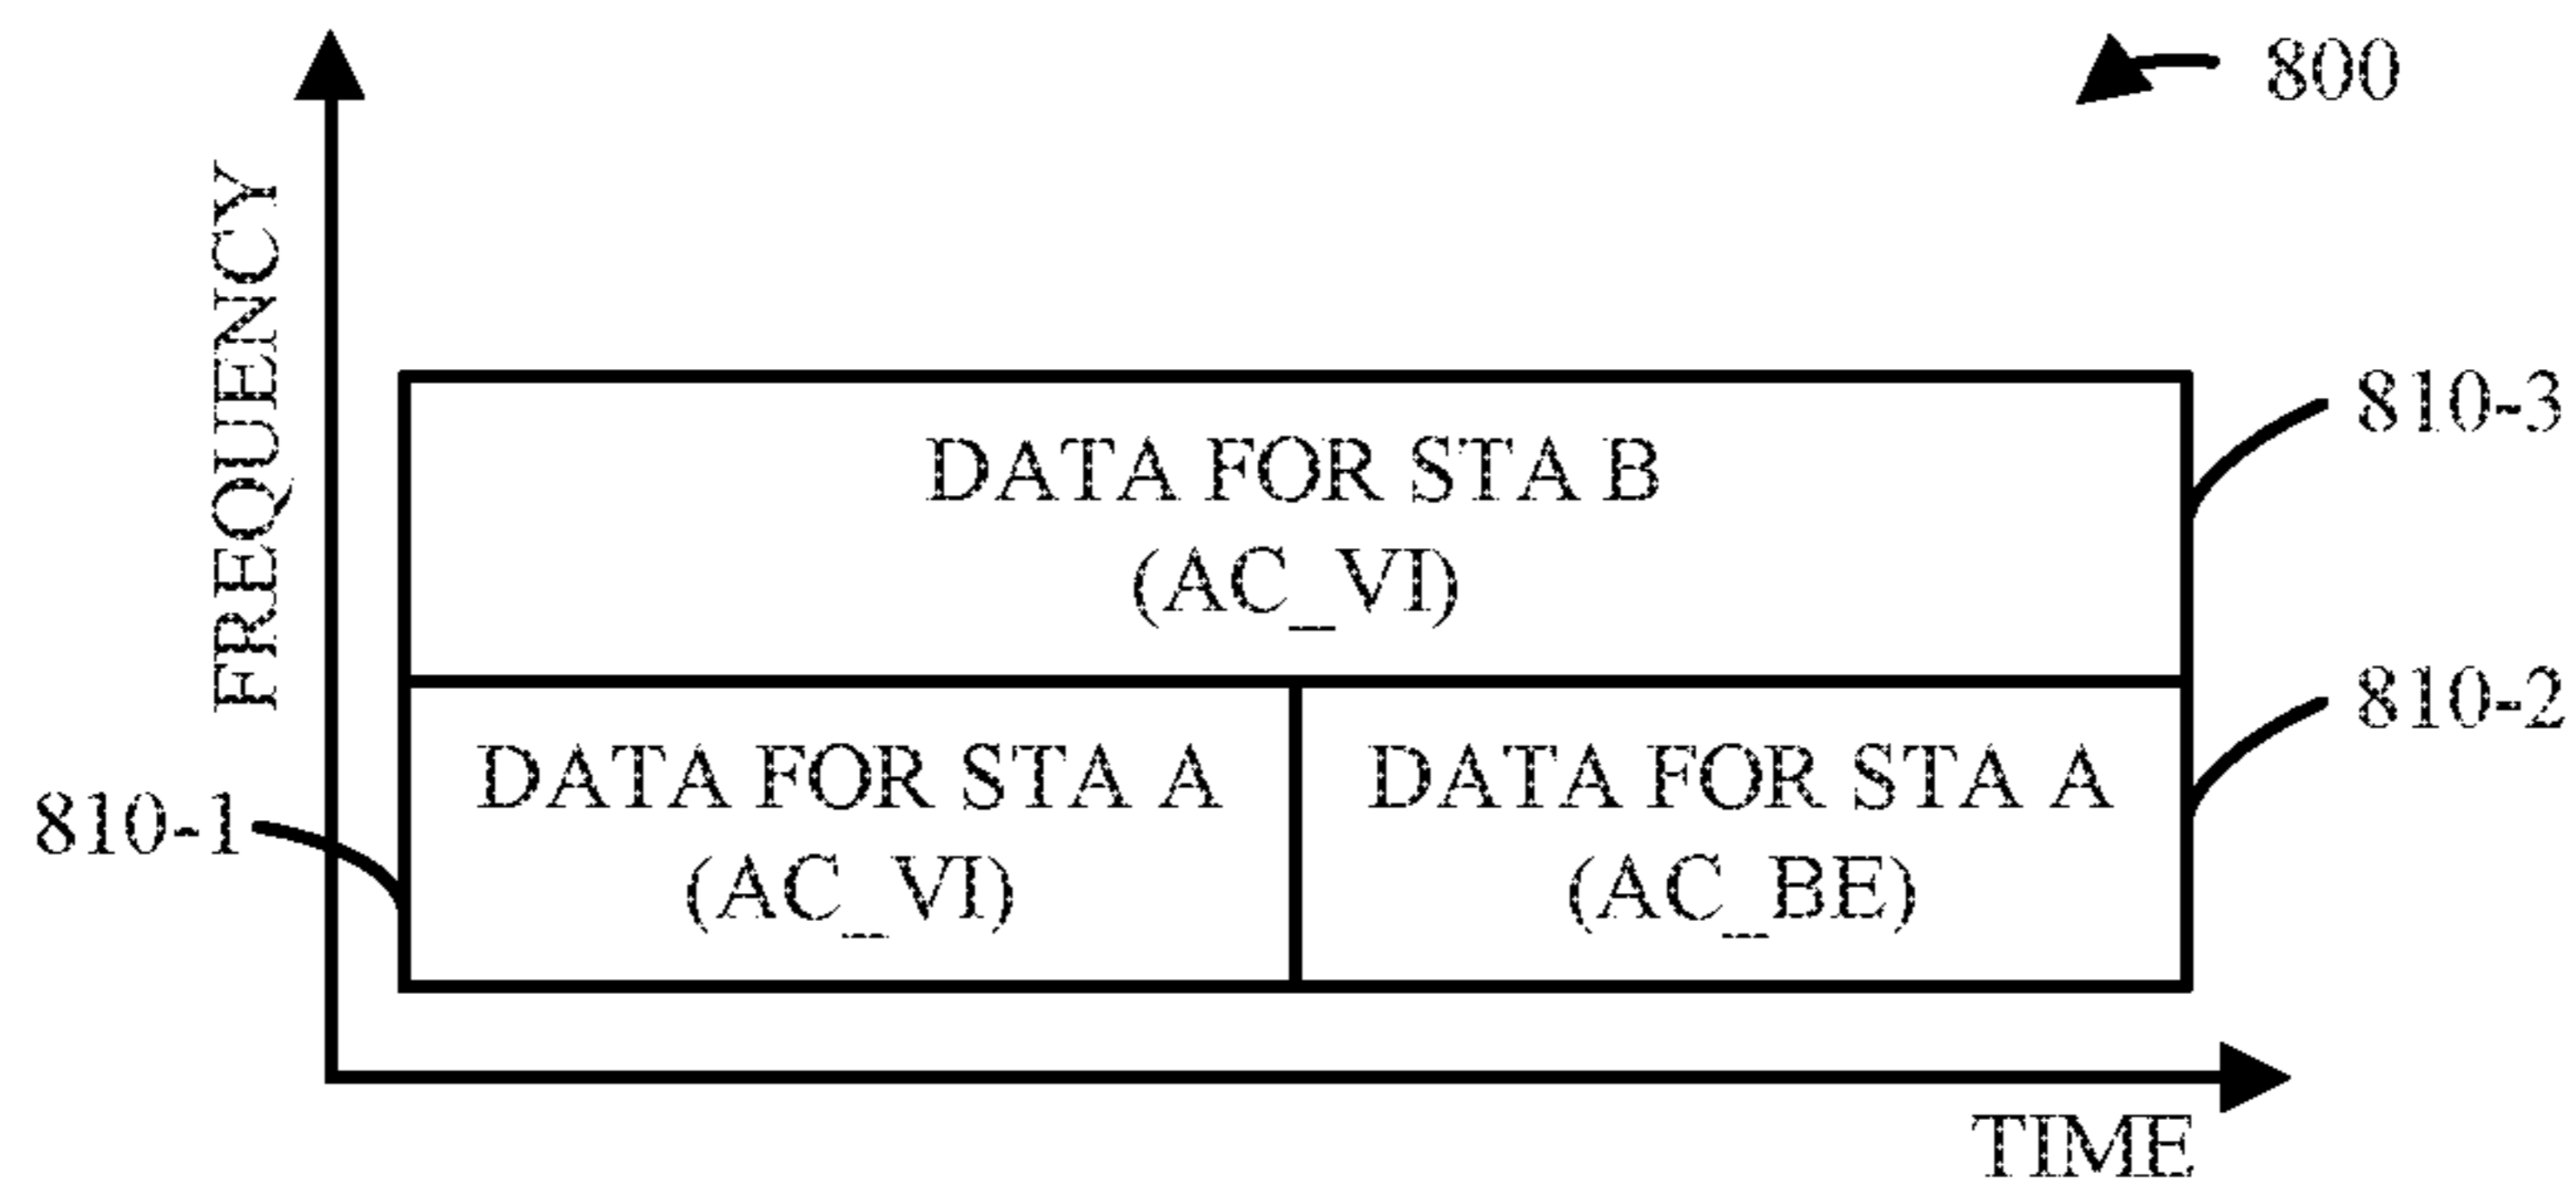 800
FREQUENCY
DATA FOR STA B
(AC_VI)
810-3
DATA FOR STA A
(AC_VI)
DATA FOR STA A
(AC_BE)
810-2
810-1
TIME